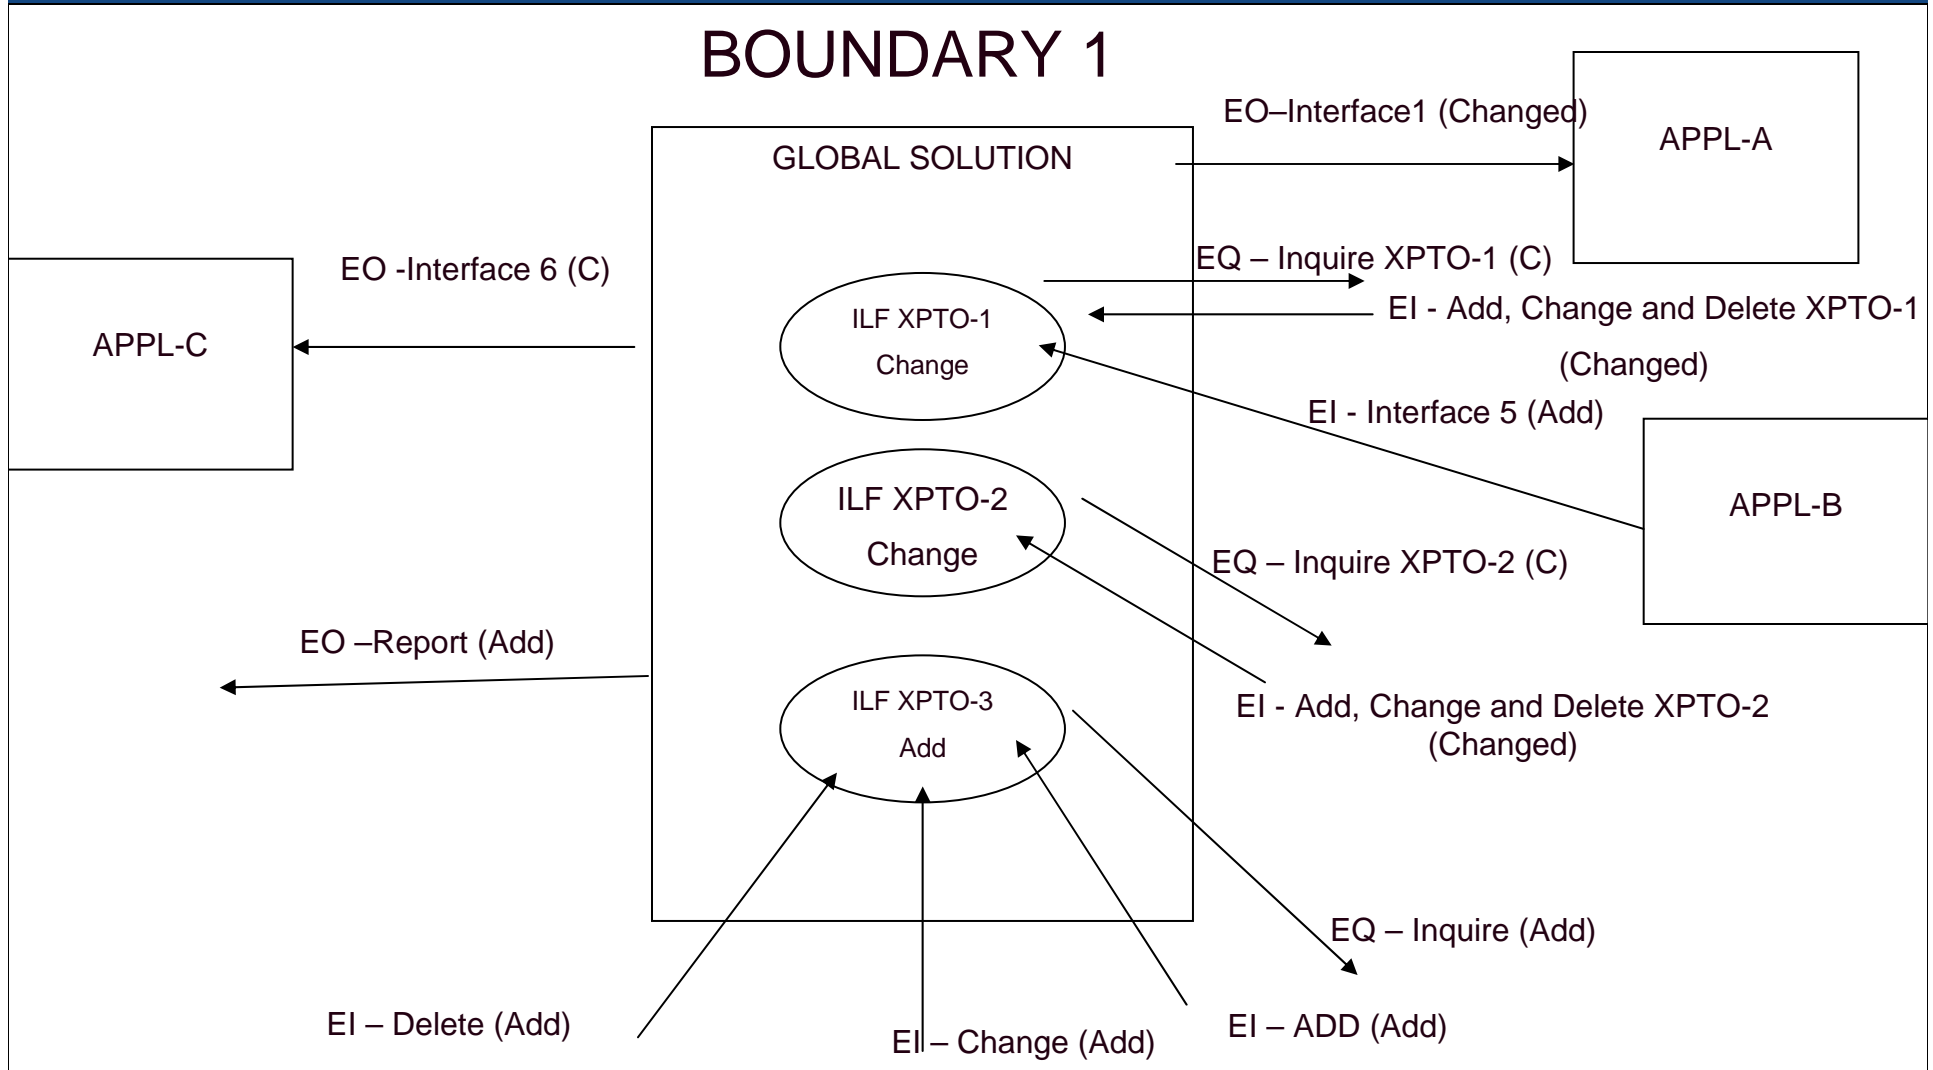 BOUNDARY 1
EO–Interface1 (Changed)
APPL-A
GLOBAL SOLUTION
EO -Interface 6 (C)
EQ – Inquire XPTO-1 (C)
APPL-C
ILF XPTO-1
Change
EI - Add, Change and Delete XPTO-1
(Changed)
EI - Interface 5 (Add)
ILF XPTO-2
Change
APPL-B
EQ – Inquire XPTO-2 (C)
EO –Report (Add)
ILF XPTO-3
Add
EI - Add, Change and Delete XPTO-2
(Changed)
EQ – Inquire (Add)
EI – Delete (Add)
EI – Change (Add)
EI – ADD (Add)